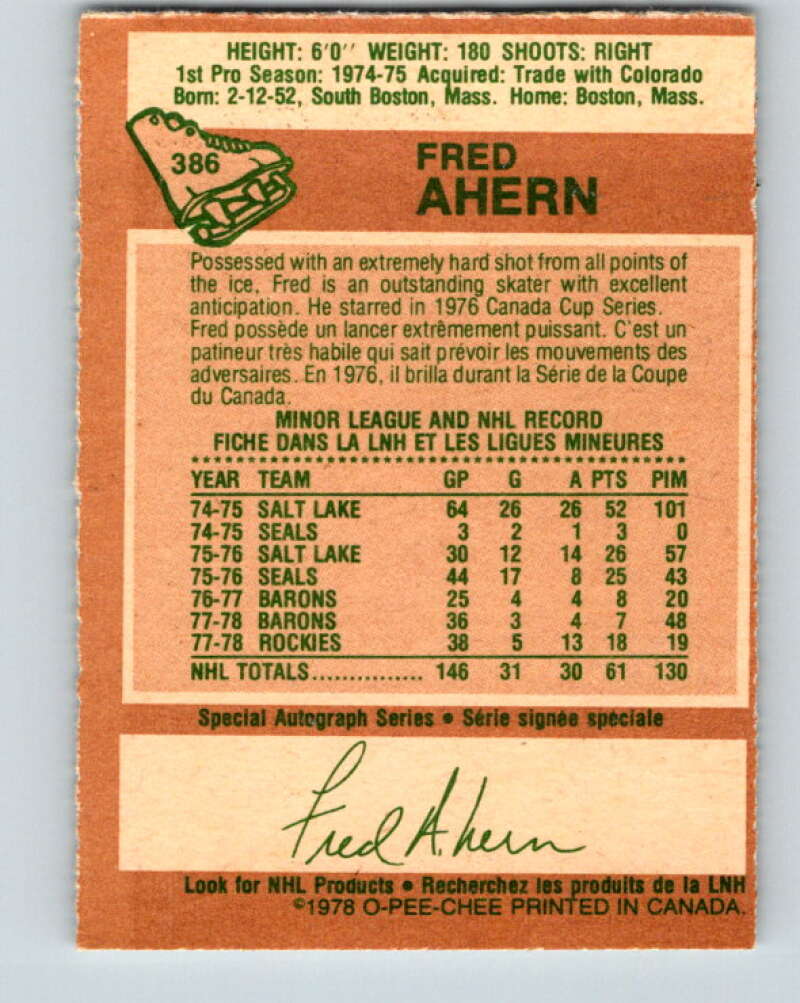 HEIGHT: 6'0'' WEIGHT: 180 SHOOTS: RIGHT
1st Pro Season: 1974-75 Acquired: Trade with Colorado
Born: 2-12-52, South Boston, Mass. Home: Boston, Mass.
386
FRED
AHERN
Possessed with an extremely hard shot from all points of
the ice, Fred is an outstanding skater with excellent
anticipation. He starred in 1976 Canada Cup Series.
Fred possède un lancer extrêmement puissant. C'est un
patineur très habile qui sait prévoir les mouvements des
adversaires. En 1976, il brilla durant la Série de la Coupe
du Canada.
MINOR LEAGUE AND NHL RECORD
FICHE DANS LA LNH ET LES LIGUES MINEURES
YEAR TEAM GP G A PTS PIM
74-75 SALT LAKE 64 26 26 52 101
74-75 SEALS 3 2 1 3 0
75-76 SALT LAKE 30 12 14 26 57
75-76 SEALS 44 17 8 25 43
76-77 BARONS 25 4 4 8 20
77-78 BARONS 36 3 4 7 48
77-78 ROCKIES 38 5 13 18 19
NHL TOTALS............... 146 31 30 61 130
Special Autograph Series • Série signée spéciale
Fred Ahern
Look for NHL Products • Recherchez les produits de la LNH
©1978 O-PEE-CHEE PRINTED IN CANADA.